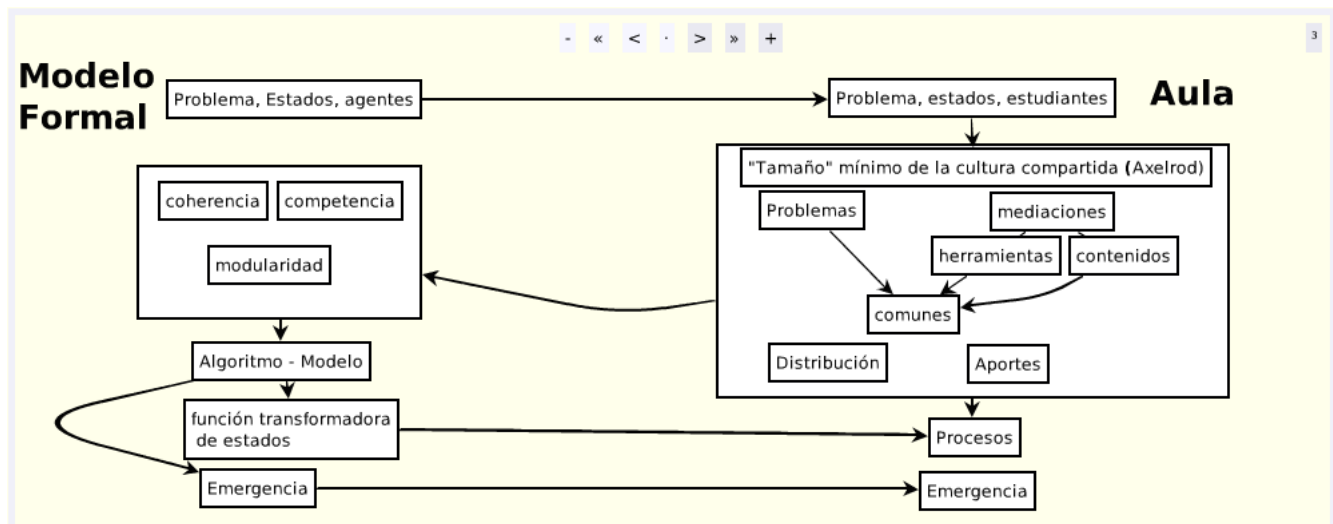 - « < · > » +
3
Modelo
Formal
Problema, Estados, agentes
Problema, estados, estudiantes
Aula
"Tamaño" mínimo de la cultura compartida (Axelrod)
coherencia
competencia
modularidad
Problemas
mediaciones
herramientas
contenidos
comunes
Distribución
Aportes
Algoritmo - Modelo
función transformadora
de estados
Procesos
Emergencia
Emergencia